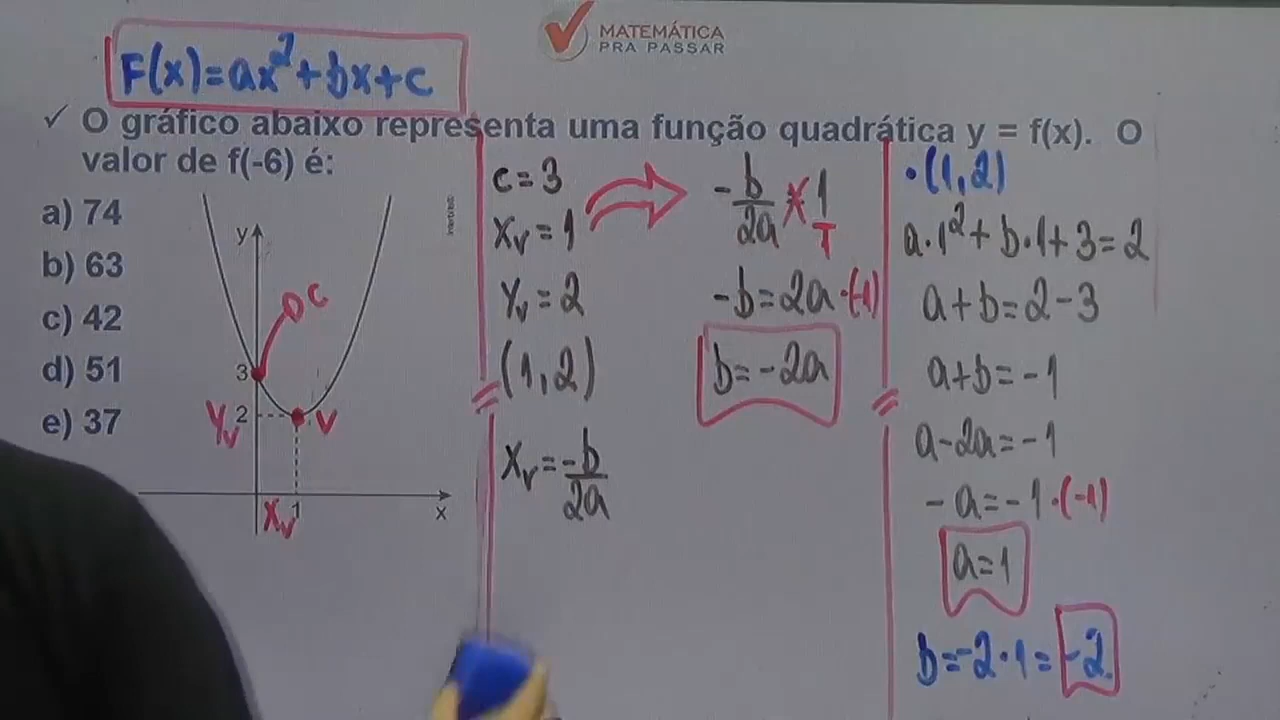 MATEMÁTICA
PRA PASSAR
F(x)=ax²+bx+c
✓ O gráfico abaixo representa uma função quadrática y = f(x). O
valor de f(-6) é:
a) 74
b) 63
c) 42
d) 51
e) 37
y
c
3
Yv 2
V
Xv 1
x
c=3
Xv=1
Yv=2
(1,2)
Xv=-b/2a
-b/2a × 1/1
-b=2a·(-1)
b=-2a
·(1,2)
a·1²+b·1+3=2
a+b=2-3
a+b=-1
a-2a=-1
-a=-1·(-1)
a=1
b=-2·1=-2